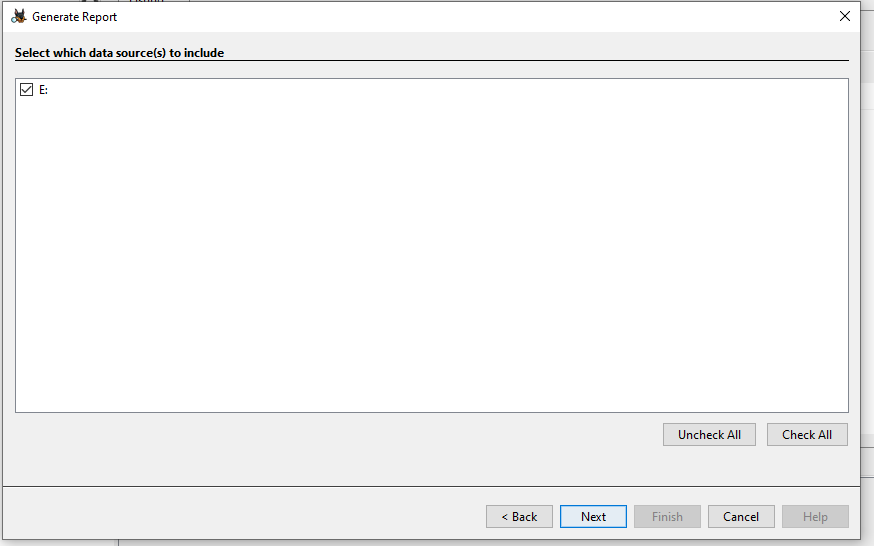 Generate Report
Select which data source(s) to include
E:
Uncheck All
Check All
< Back
Next
Finish
Cancel
Help